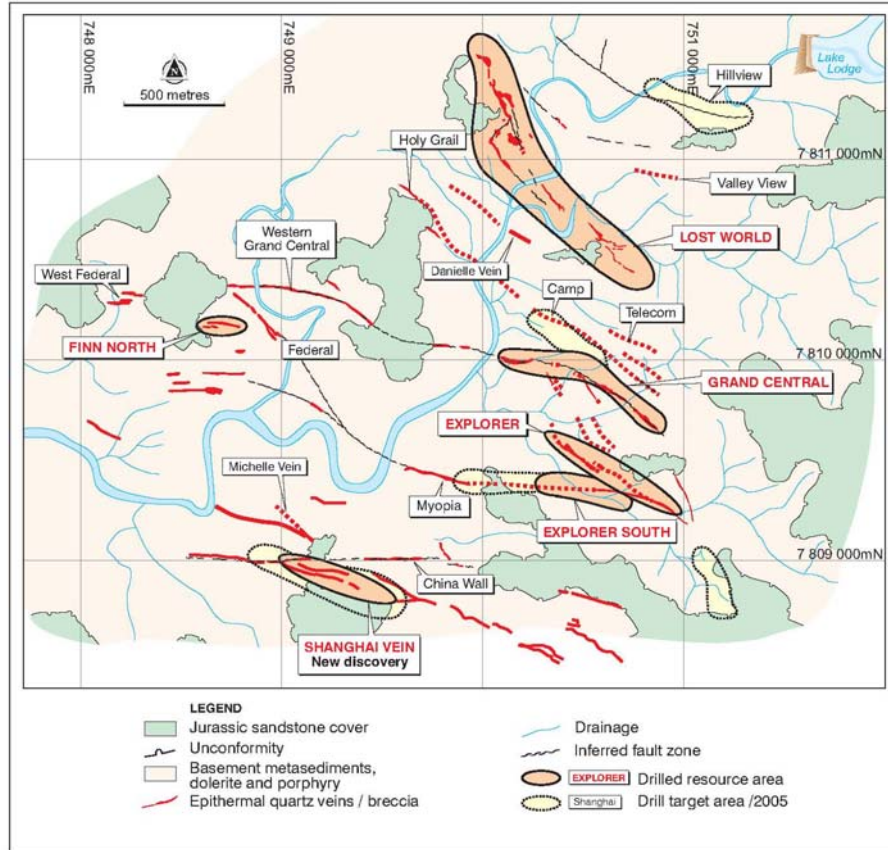 748 000mE
749 000mE
751 000mE
N
500 metres
Lake
Lodge
Hillview
7 811 000mN
Holy Grail
Valley View
Western
Grand Central
LOST WORLD
West Federal
Danielle Vein
Camp
Telecom
FINN NORTH
Federal
7 810 000mN
GRAND CENTRAL
EXPLORER
Michelle Vein
Myopia
EXPLORER SOUTH
7 809 000mN
China Wall
SHANGHAI VEIN
New discovery
LEGEND
Jurassic sandstone cover
Unconformity
Basement metasediments,
dolerite and porphyry
Epithermal quartz veins / breccia
Drainage
Inferred fault zone
EXPLORER Drilled resource area
Shanghai Drill target area /2005